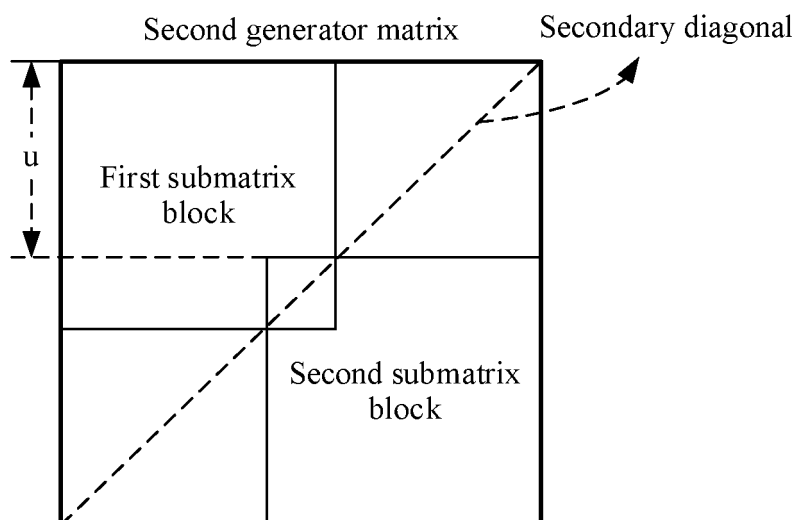 Second generator matrix
Secondary diagonal
u
First submatrix
block
Second submatrix
block